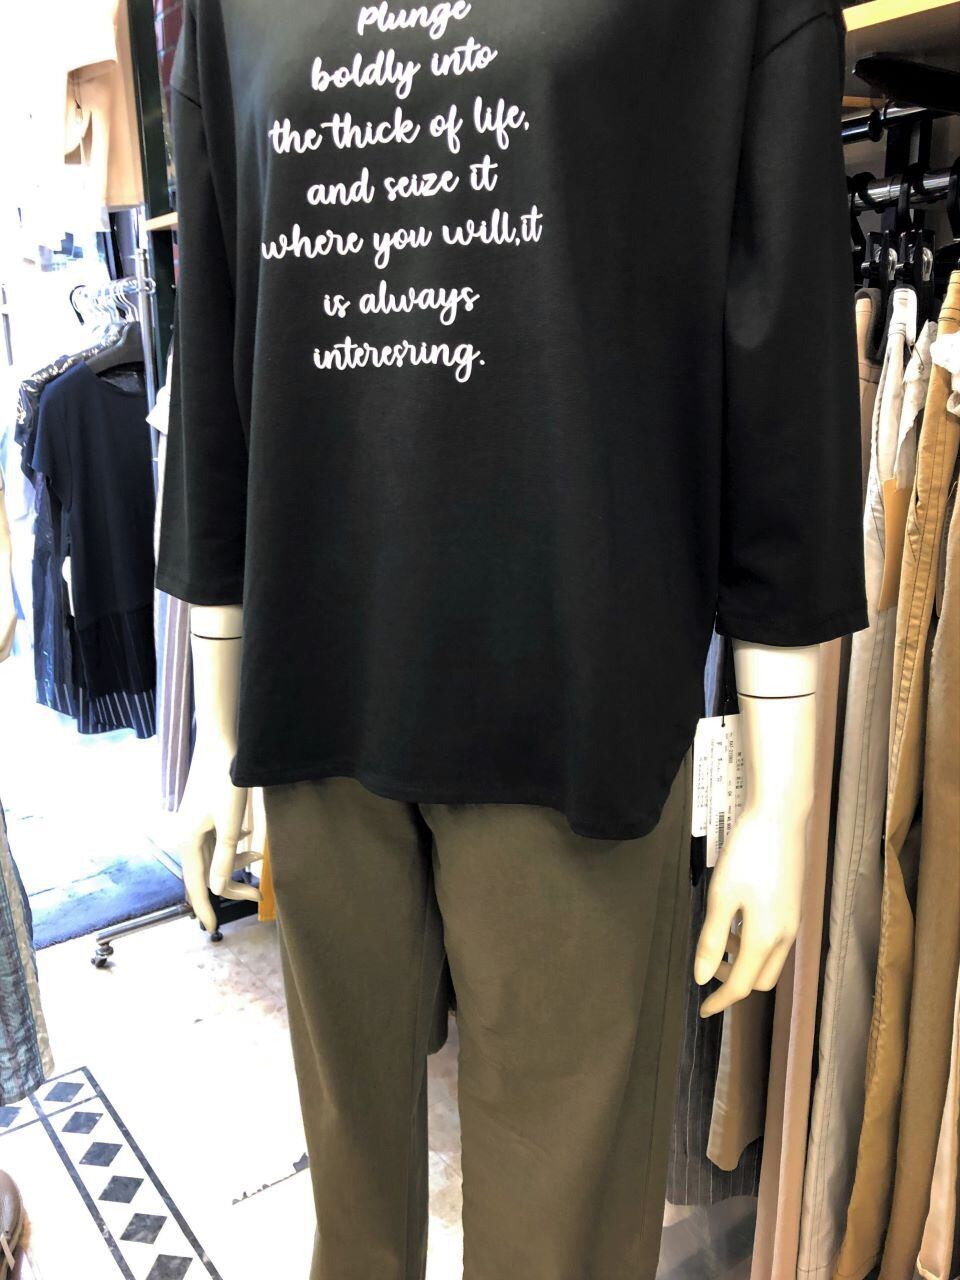 Plunge
boldly into
the thick of life,
and seize it
where you will,it
is always
interesring.